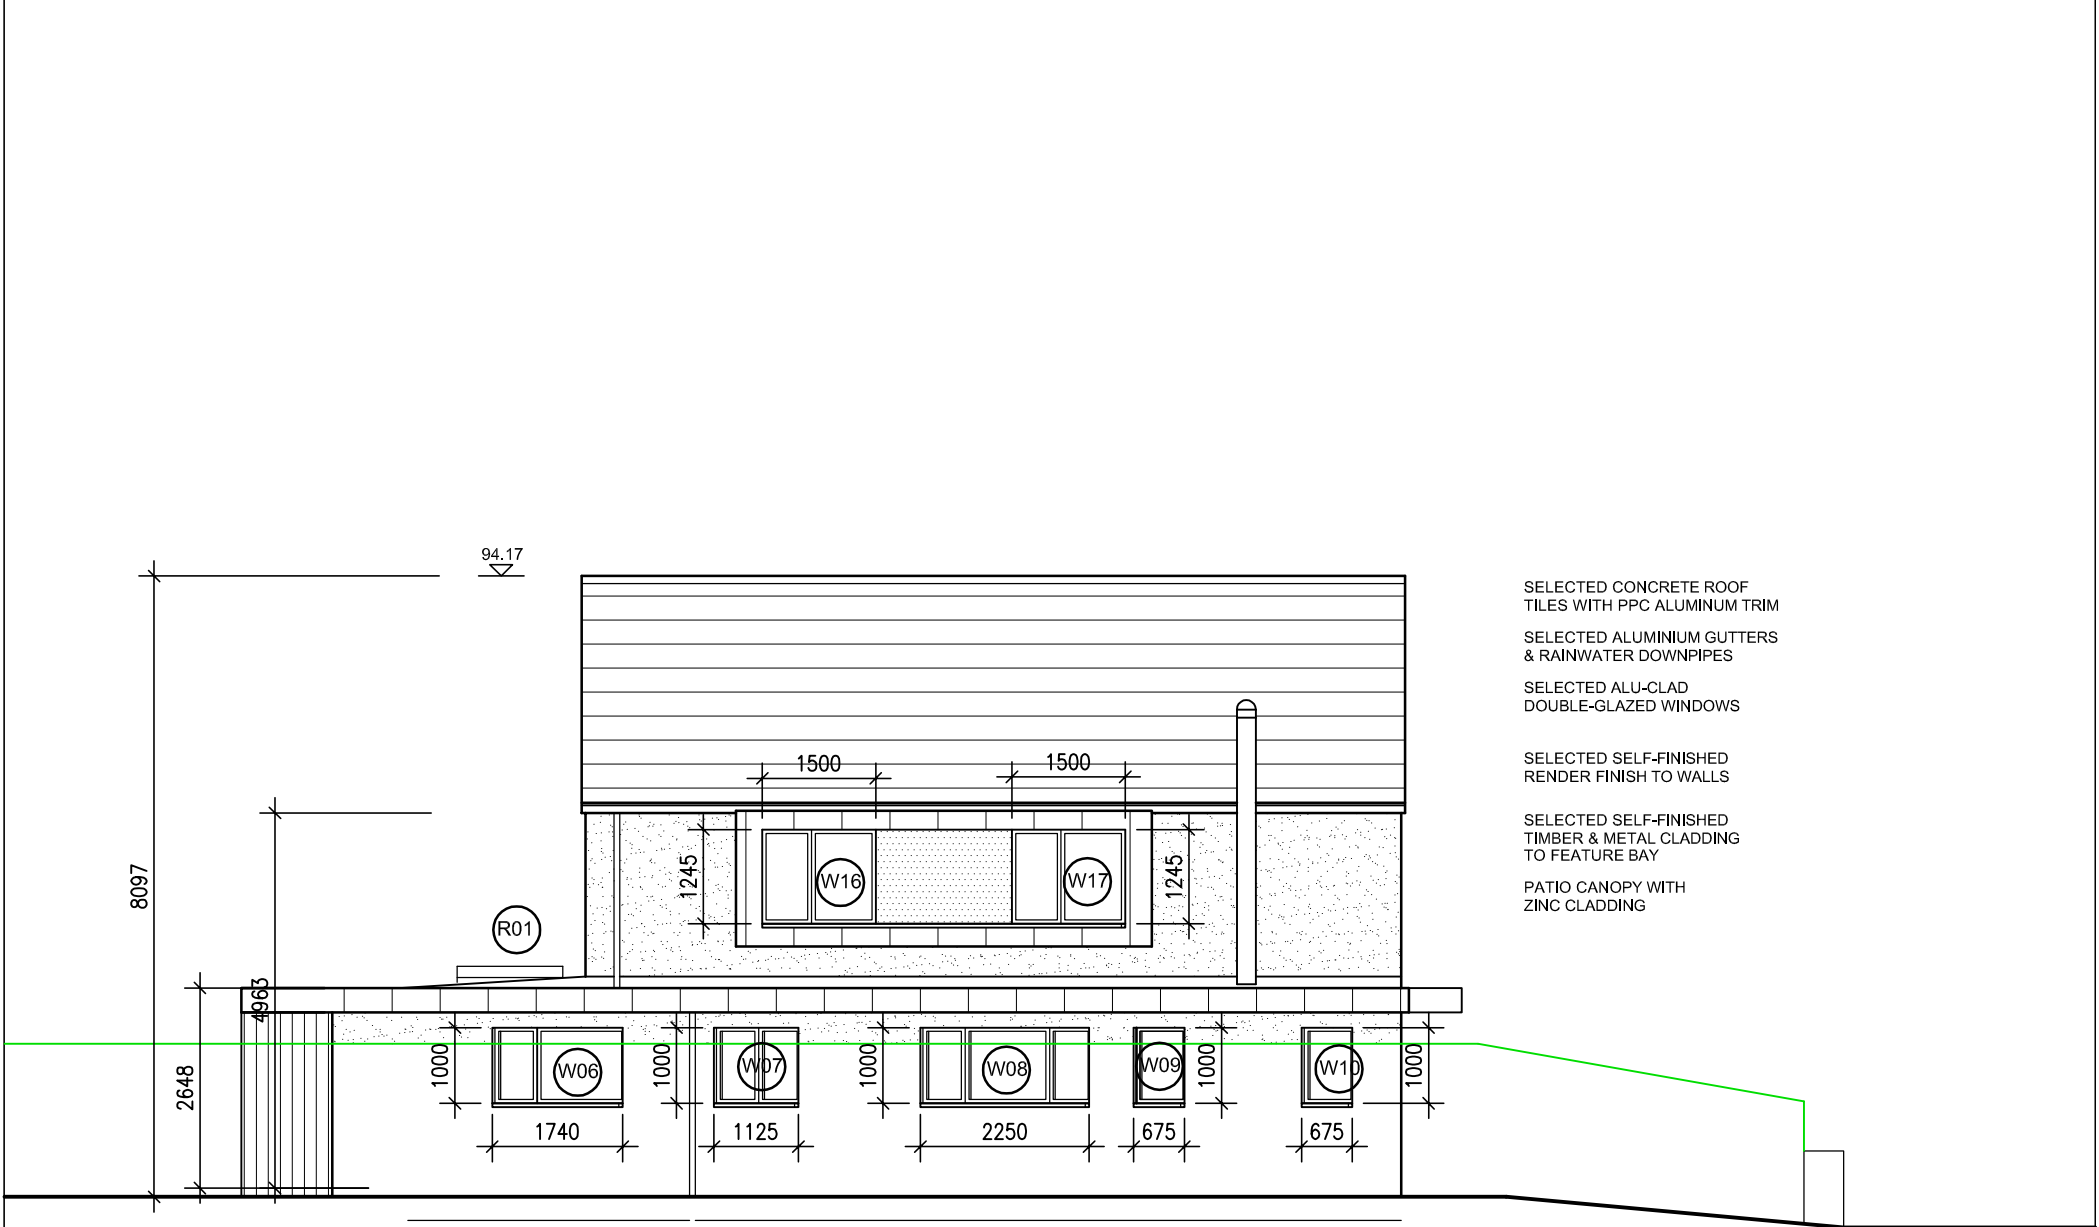 94.17
SELECTED CONCRETE ROOF
TILES WITH PPC ALUMINUM TRIM
SELECTED ALUMINIUM GUTTERS
& RAINWATER DOWNPIPES
SELECTED ALU-CLAD
DOUBLE-GLAZED WINDOWS
SELECTED SELF-FINISHED
RENDER FINISH TO WALLS
SELECTED SELF-FINISHED
TIMBER & METAL CLADDING
TO FEATURE BAY
PATIO CANOPY WITH
ZINC CLADDING
1500
1500
8097
1245
W16
W17
1245
R01
4963
2648
1000
W06
1000
W07
1000
W08
W09
1000
W10
1000
1740
1125
2250
675
675